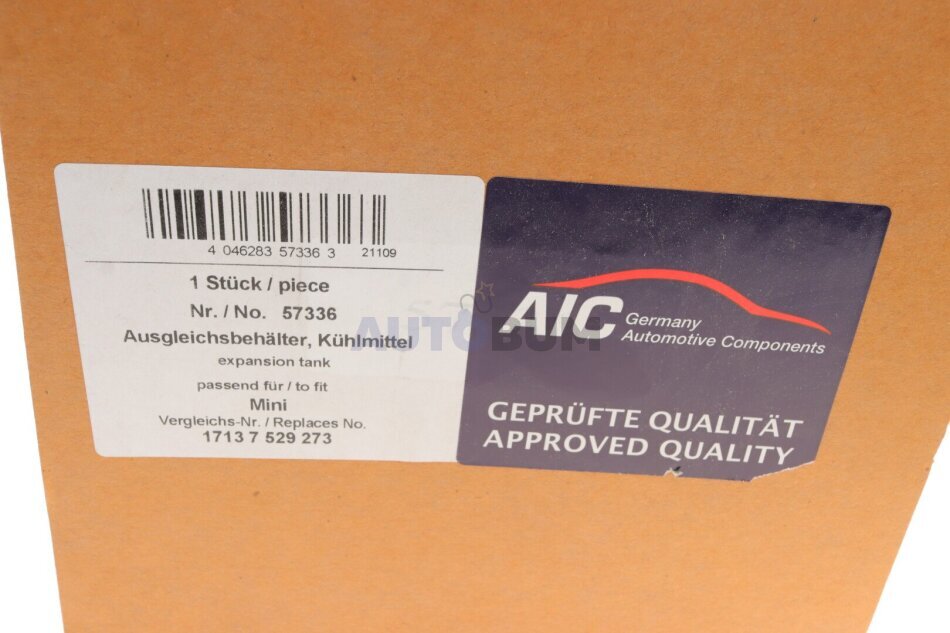 4 046283 57336 3 21109
1 Stück / piece
Nr. / No. 57336
Ausgleichsbehälter, Kühlmittel
expansion tank
passend für / to fit
Mini
Vergleichs-Nr. / Replaces No.
1713 7 529 273
AIC Germany
Automotive Components
GEPRÜFTE QUALITÄT
APPROVED QUALITY
AUTOBUM